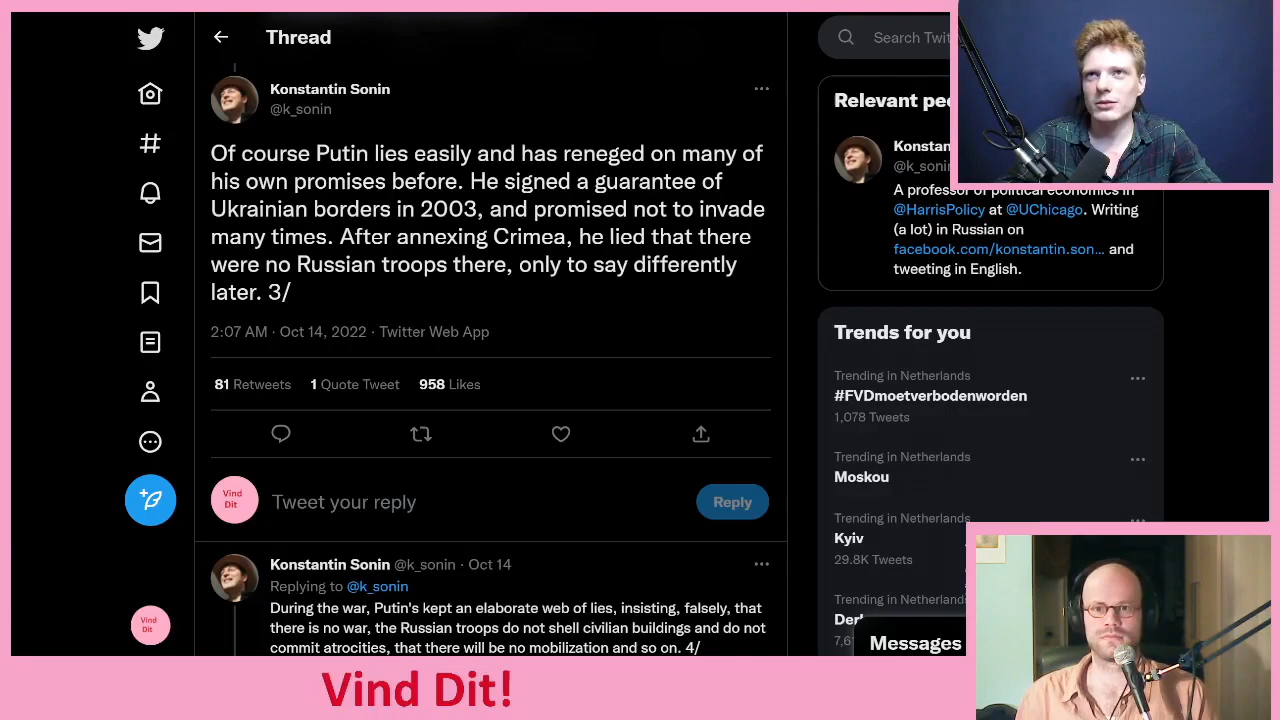 Thread
Konstantin Sonin
@k_sonin
Of course Putin lies easily and has reneged on many of
his own promises before. He signed a guarantee of
Ukrainian borders in 2003, and promised not to invade
many times. After annexing Crimea, he lied that there
were no Russian troops there, only to say differently
later. 3/
2:07 AM · Oct 14, 2022 · Twitter Web App
81 Retweets 1 Quote Tweet 958 Likes
Vind
Dit
Tweet your reply
Reply
Konstantin Sonin @k_sonin · Oct 14
Replying to @k_sonin
During the war, Putin's kept an elaborate web of lies, insisting, falsely, that
there is no war, the Russian troops do not shell civilian buildings and do not
commit atrocities, that there will be no mobilization and so on. 4/
Vind
Dit
Search Twit
Relevant peo
Konstan
@k_sonin
A professor of political economics in
@HarrisPolicy at @UChicago. Writing
(a lot) in Russian on
facebook.com/konstantin.son... and
tweeting in English.
Trends for you
Trending in Netherlands
#FVDmoetverbodenworden
1,078 Tweets
Trending in Netherlands
Moskou
Trending in Netherlands
Kyiv
29.8K Tweets
Trending in Netherlands
Messages
Vind Dit!